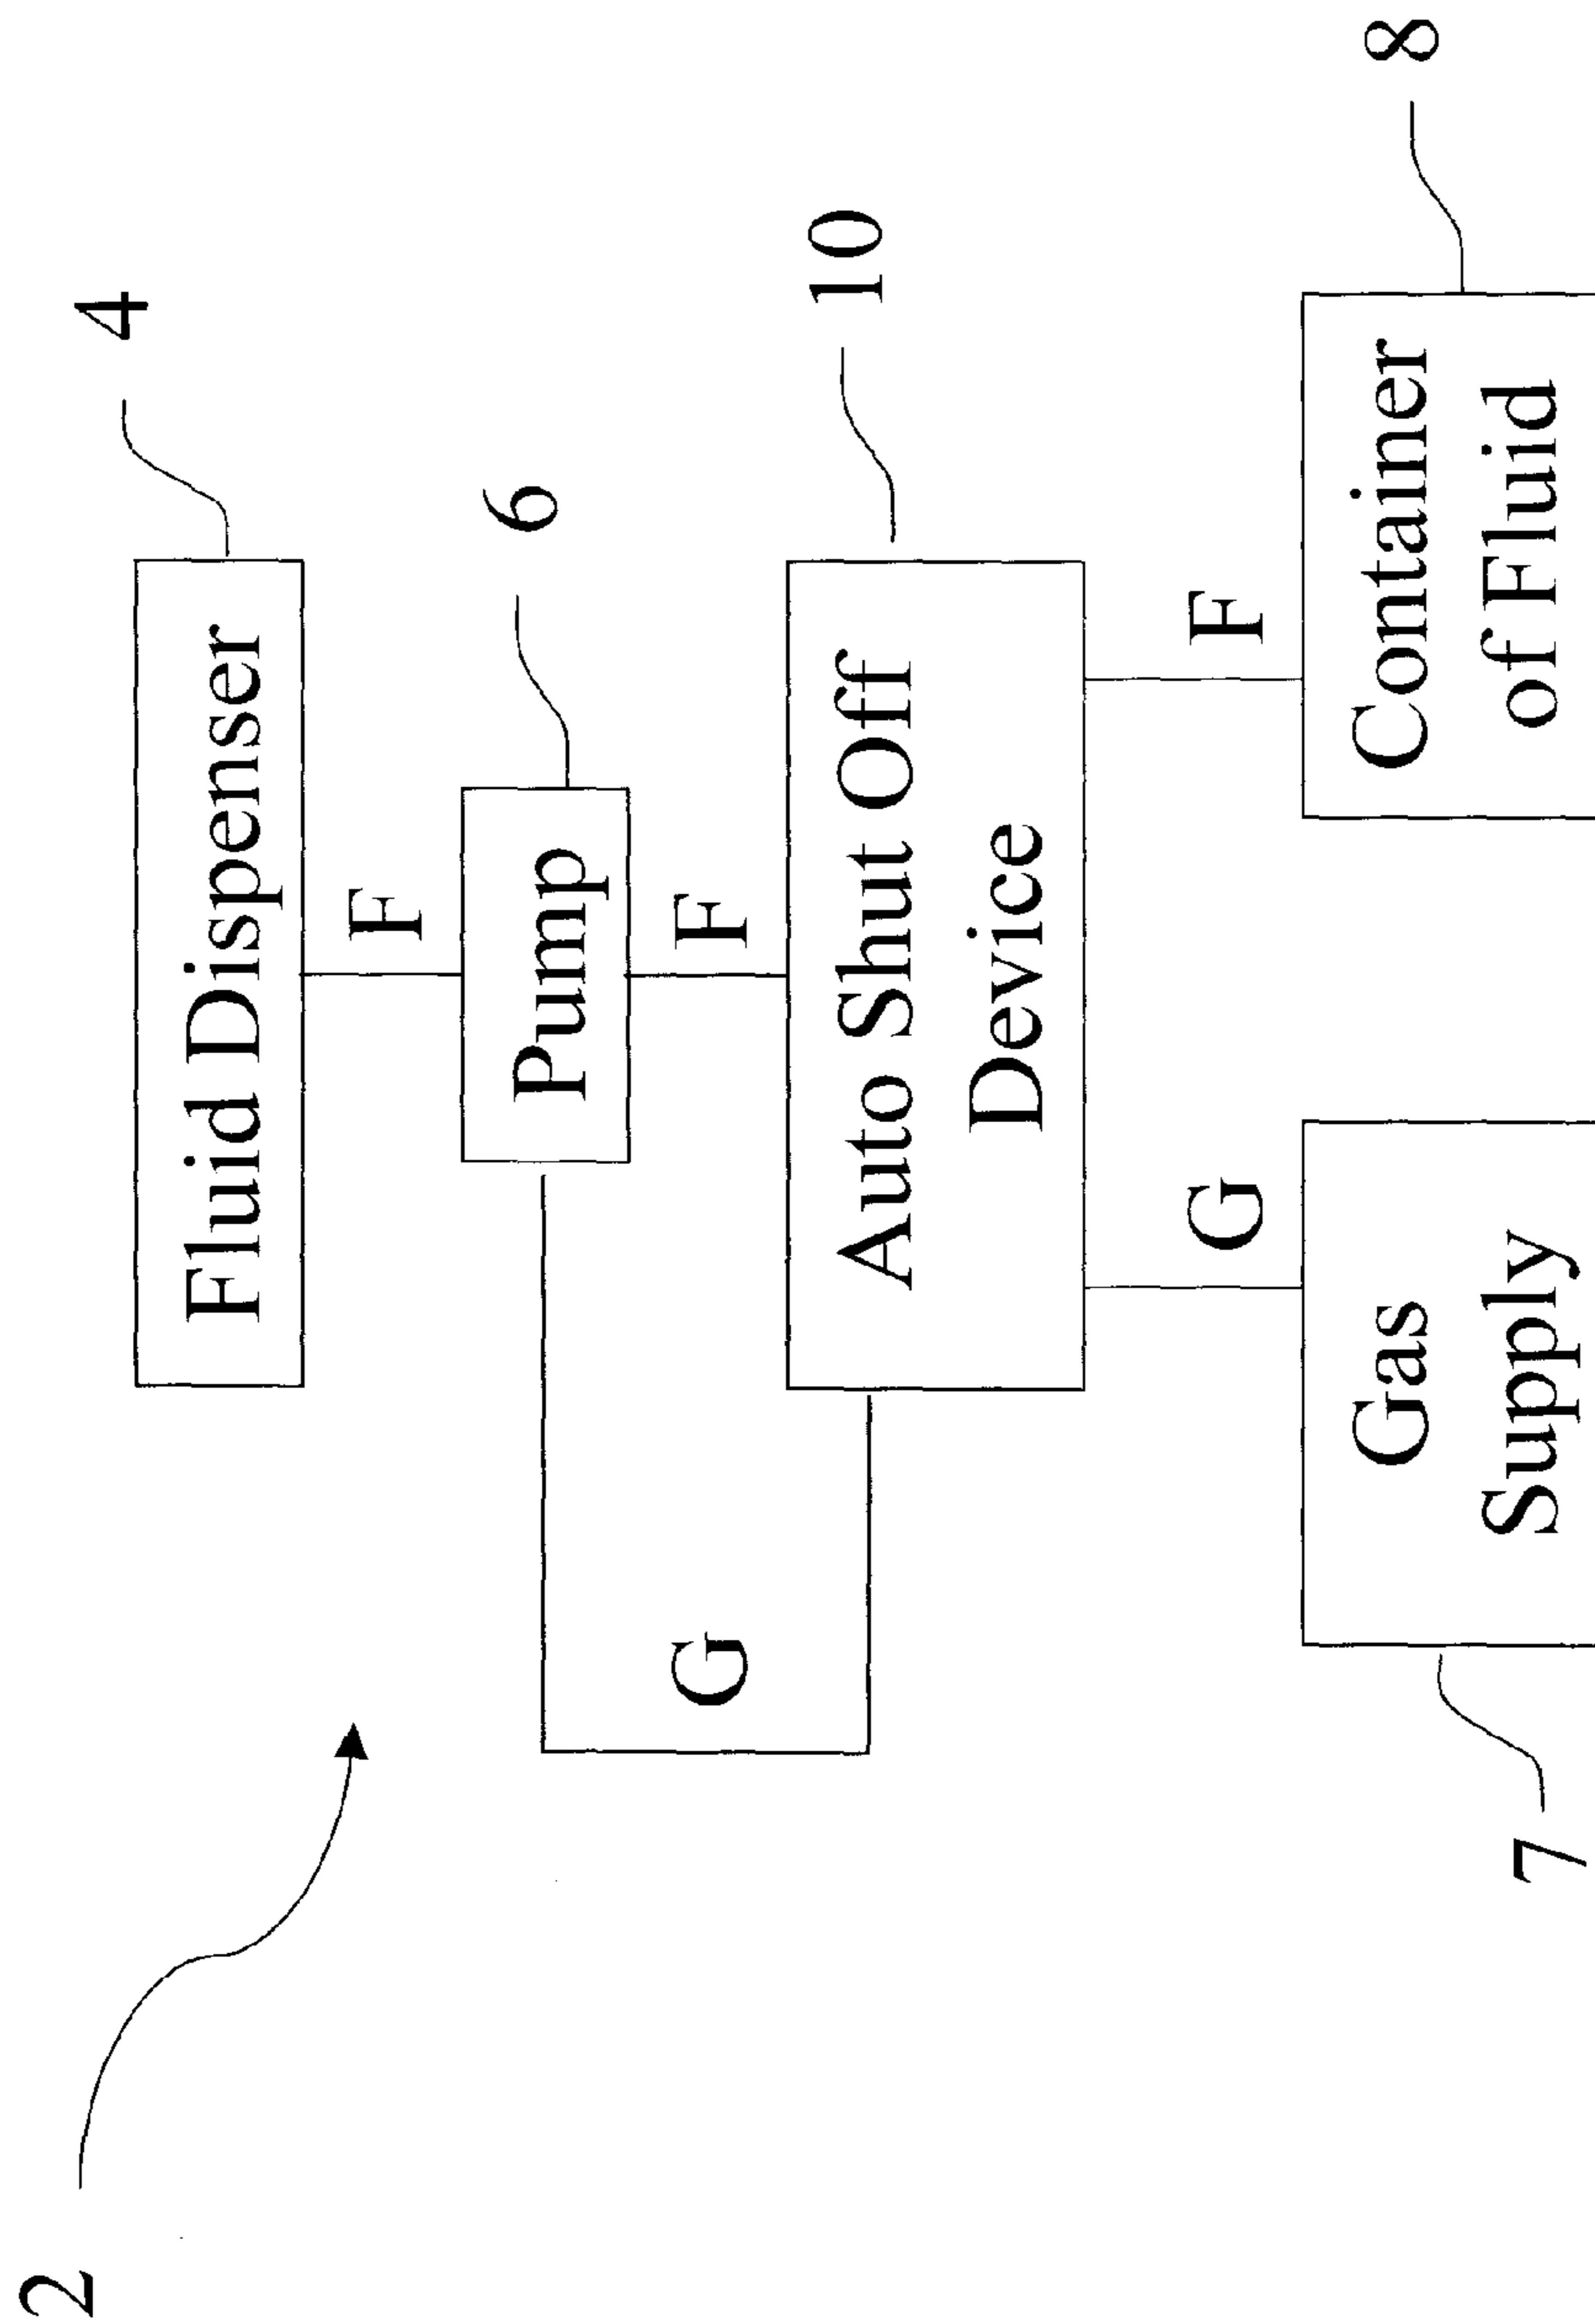 2
4
Fluid Dispenser
F
6
Pump
G
F
10
Auto Shut Off
Device
G
F
8
Gas
Supply
Container
of Fluid
7